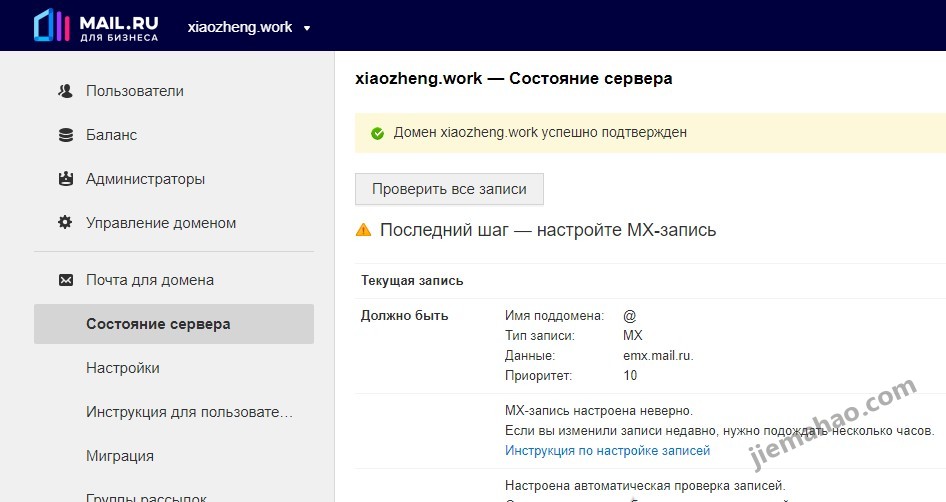 MAIL.RU
ДЛЯ БИЗНЕСА
xiaozheng.work
Пользователи
Баланс
Администраторы
Управление доменом
Почта для домена
Состояние сервера
Настройки
Инструкция для пользовате…
Миграция
Группы рассылок
xiaozheng.work — Состояние сервера
Домен xiaozheng.work успешно подтвержден
Проверить все записи
Последний шаг — настройте MX-запись
Текущая запись
Должно быть
Имя поддомена: @
Тип записи: MX
Данные: emx.mail.ru.
Приоритет: 10
MX-запись настроена неверно.
Если вы изменили записи недавно, нужно подождать несколько часов.
Инструкция по настройке записей
Настроена автоматическая проверка записей.
jiemahao.com